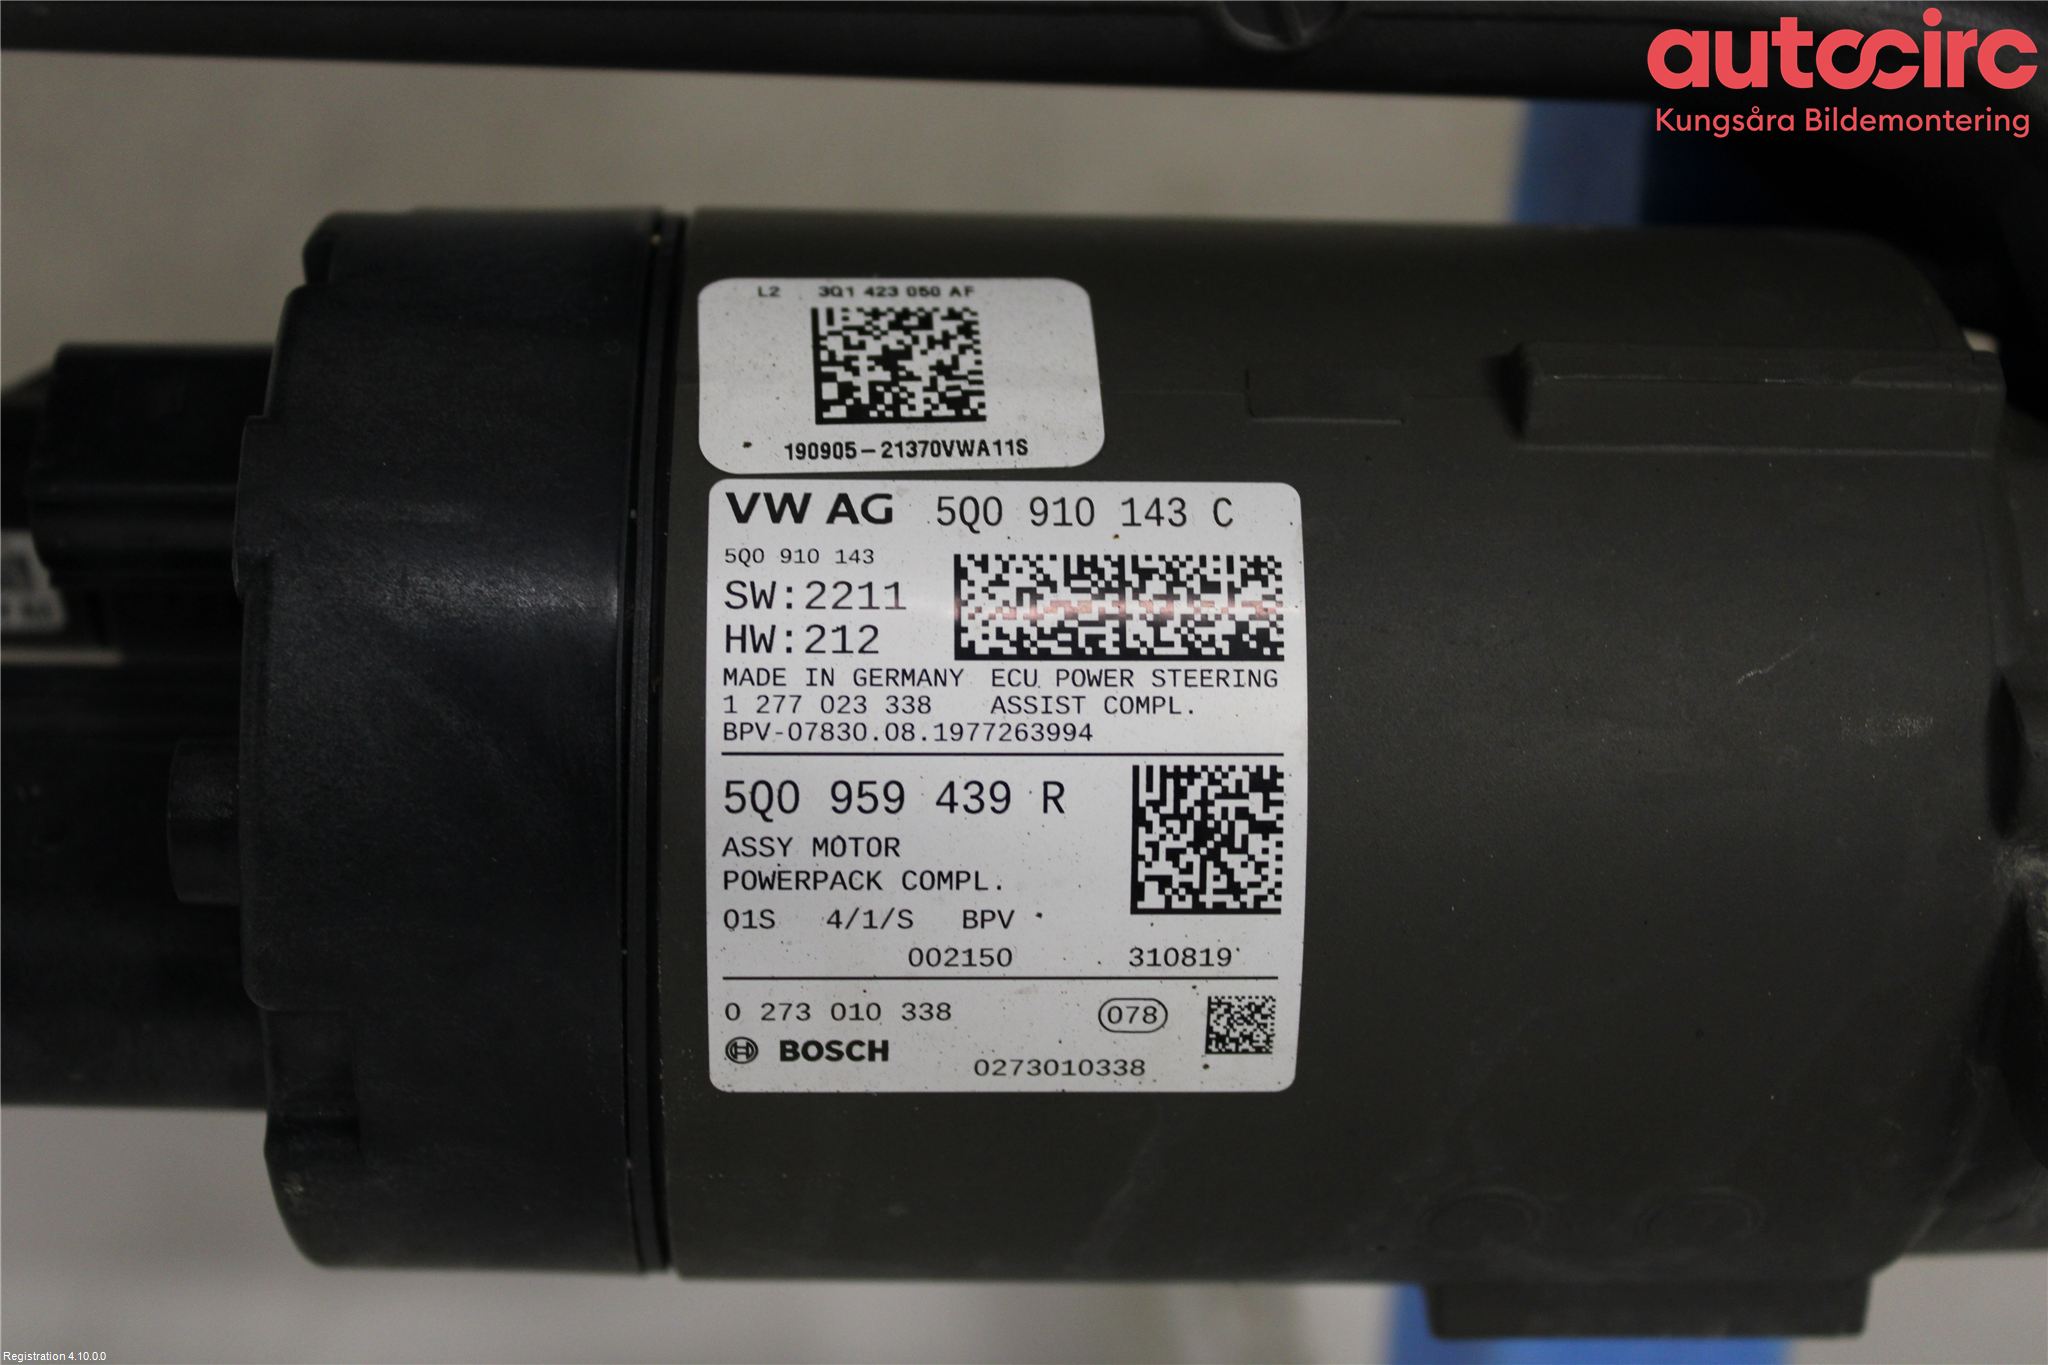 autocirc
Kungsåra Bildemontering
L2 3Q1 423 050 AF
190905-21370VWA11S
VW AG 5Q0 910 143 C
5Q0 910 143
SW:2211
HW:212
MADE IN GERMANY ECU POWER STEERING
1 277 023 338 ASSIST COMPL.
BPV-07830.08.1977263994
5Q0 959 439 R
ASSY MOTOR
POWERPACK COMPL.
01S 4/1/S BPV
002150 310819
0 273 010 338 078
BOSCH 0273010338
Registration 4.10.0.0